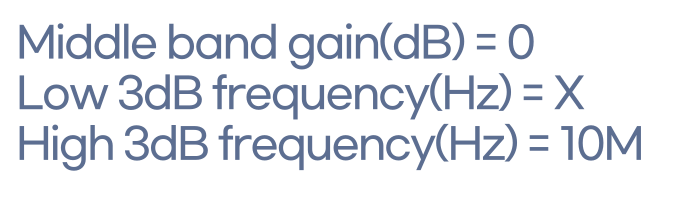 Middle band gain(dB) = 0
Low 3dB frequency(Hz) = X
High 3dB frequency(Hz) = 10M